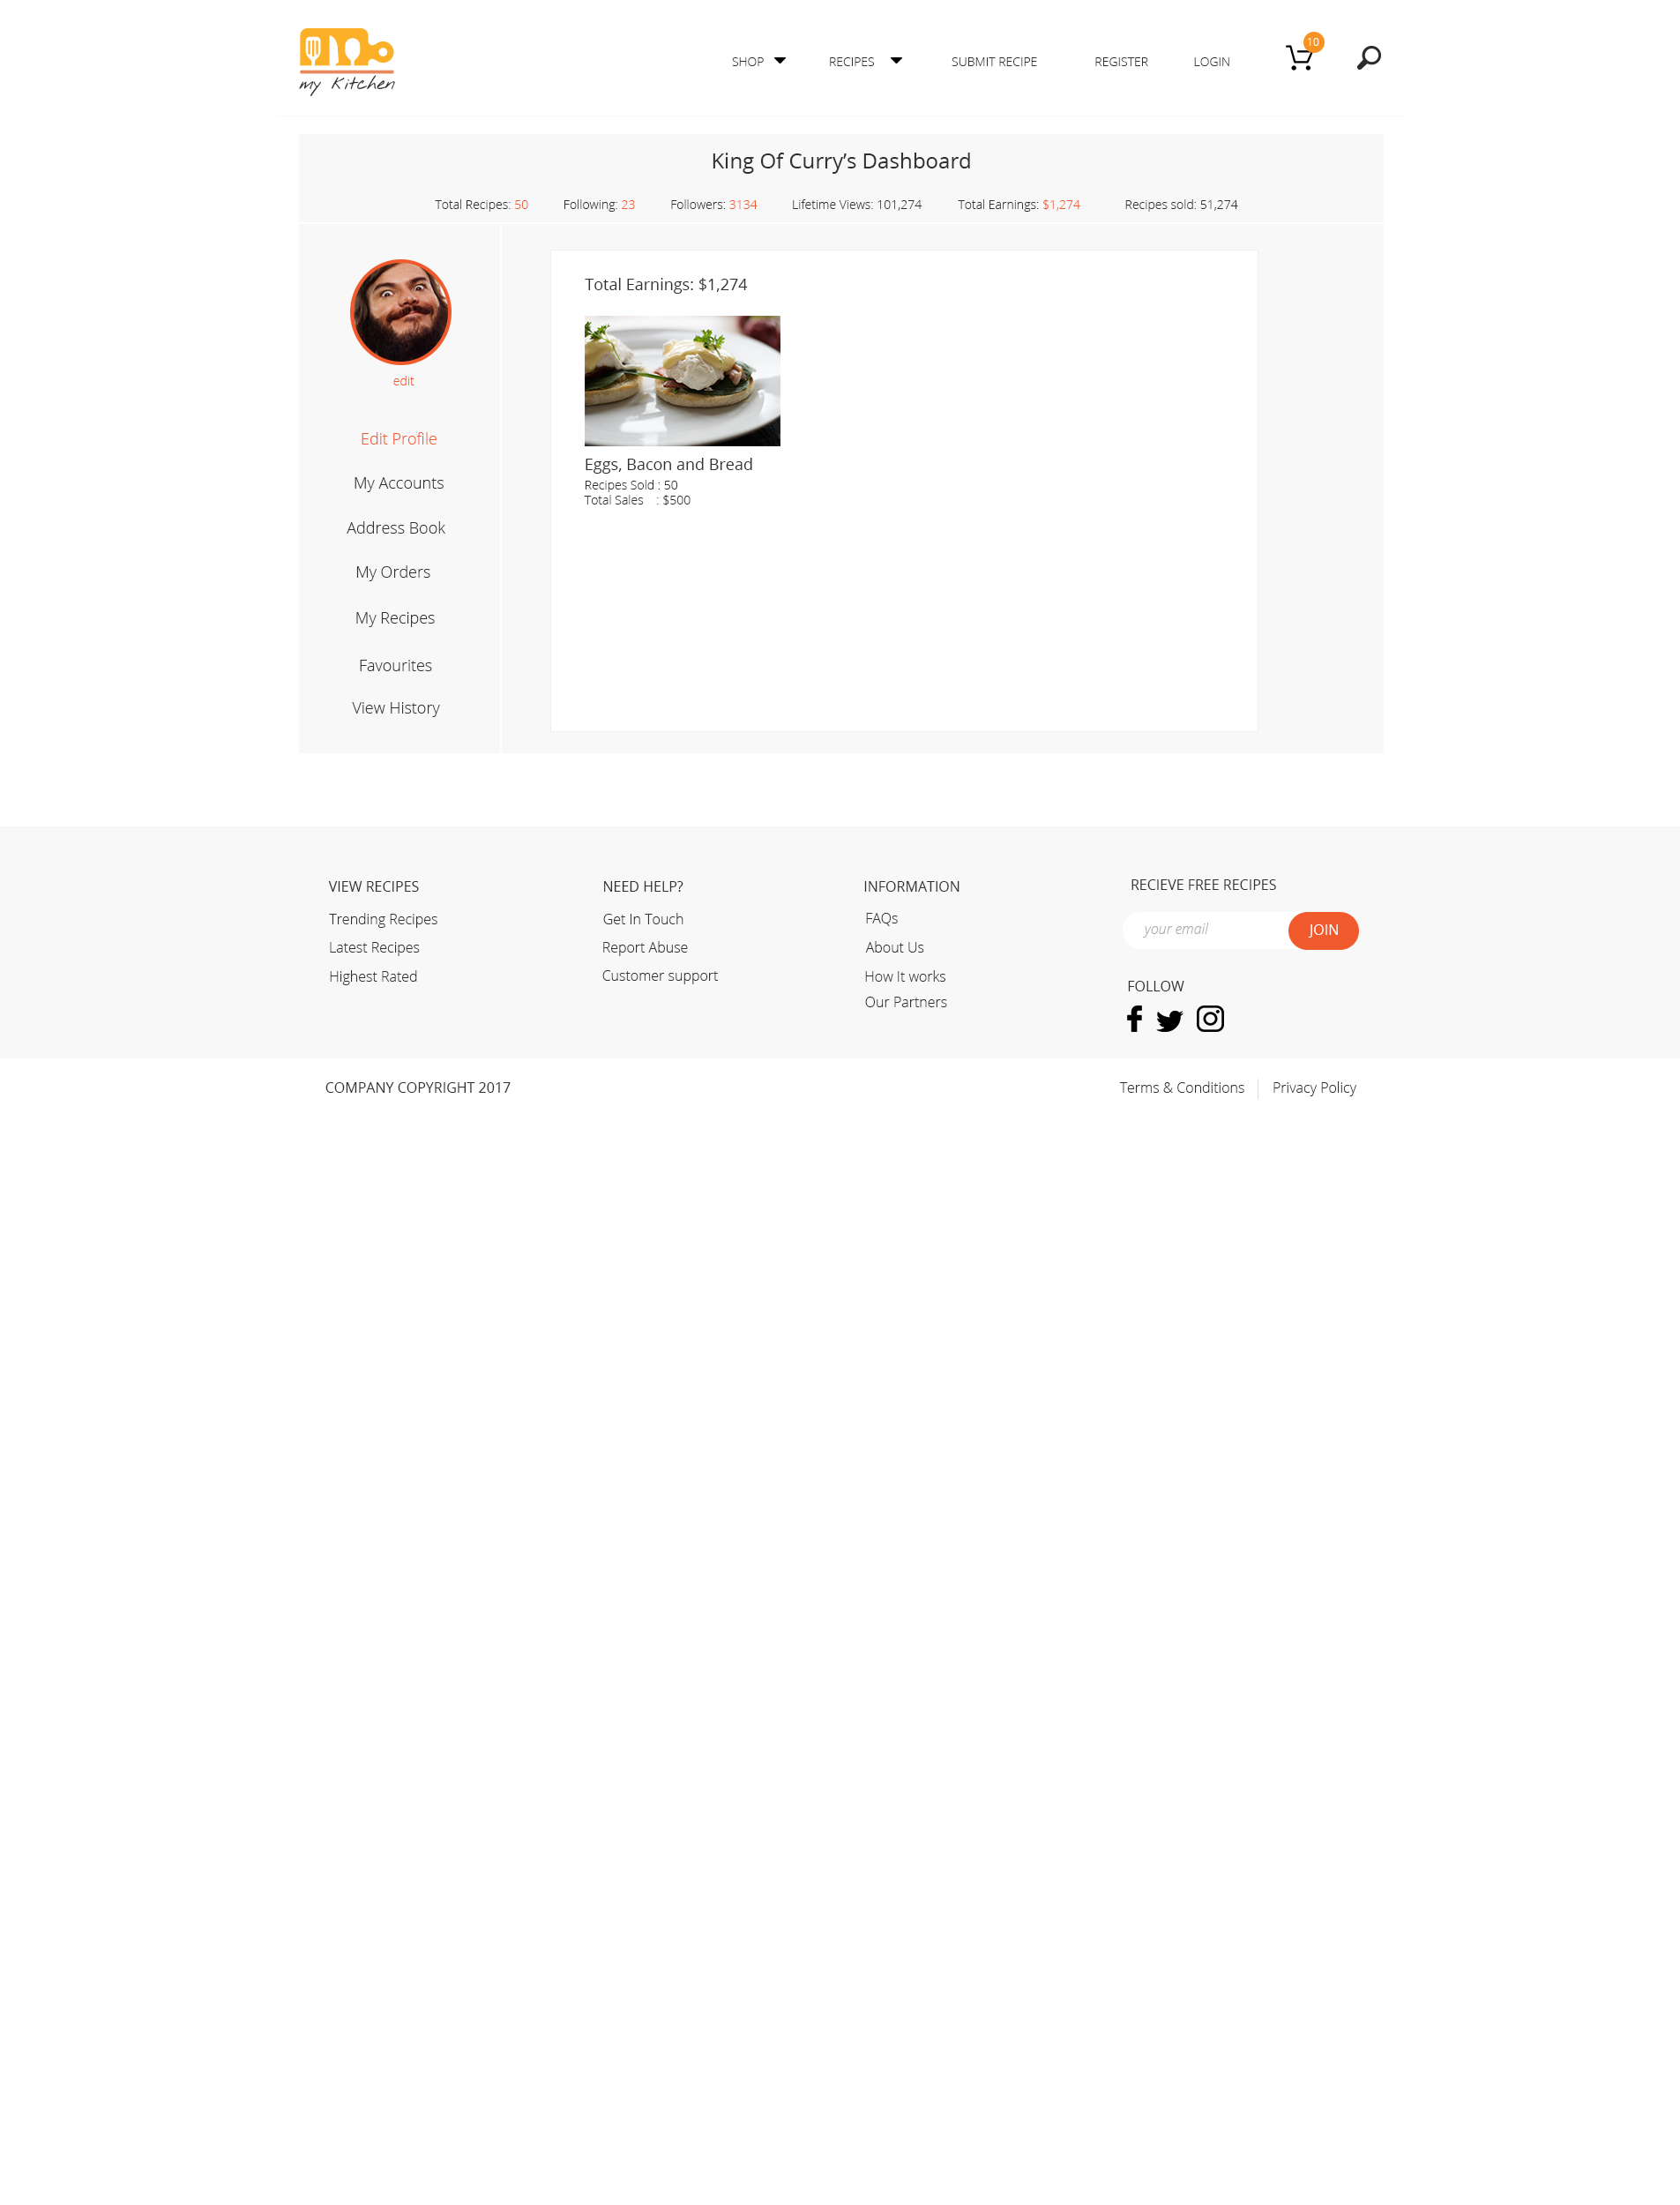 my Kitchen
SHOP RECIPES SUBMIT RECIPE REGISTER LOGIN 10
King Of Curry’s Dashboard
Total Recipes: 50 Following: 23 Followers: 3134 Lifetime Views: 101,274 Total Earnings: $1,274 Recipes sold: 51,274
edit
Edit Profile
My Accounts
Address Book
My Orders
My Recipes
Favourites
View History
Total Earnings: $1,274
Eggs, Bacon and Bread
Recipes Sold : 50
Total Sales : $500
VIEW RECIPES
Trending Recipes
Latest Recipes
Highest Rated
NEED HELP?
Get In Touch
Report Abuse
Customer support
INFORMATION
FAQs
About Us
How It works
Our Partners
RECIEVE FREE RECIPES
your email JOIN
FOLLOW
COMPANY COPYRIGHT 2017
Terms & Conditions Privacy Policy